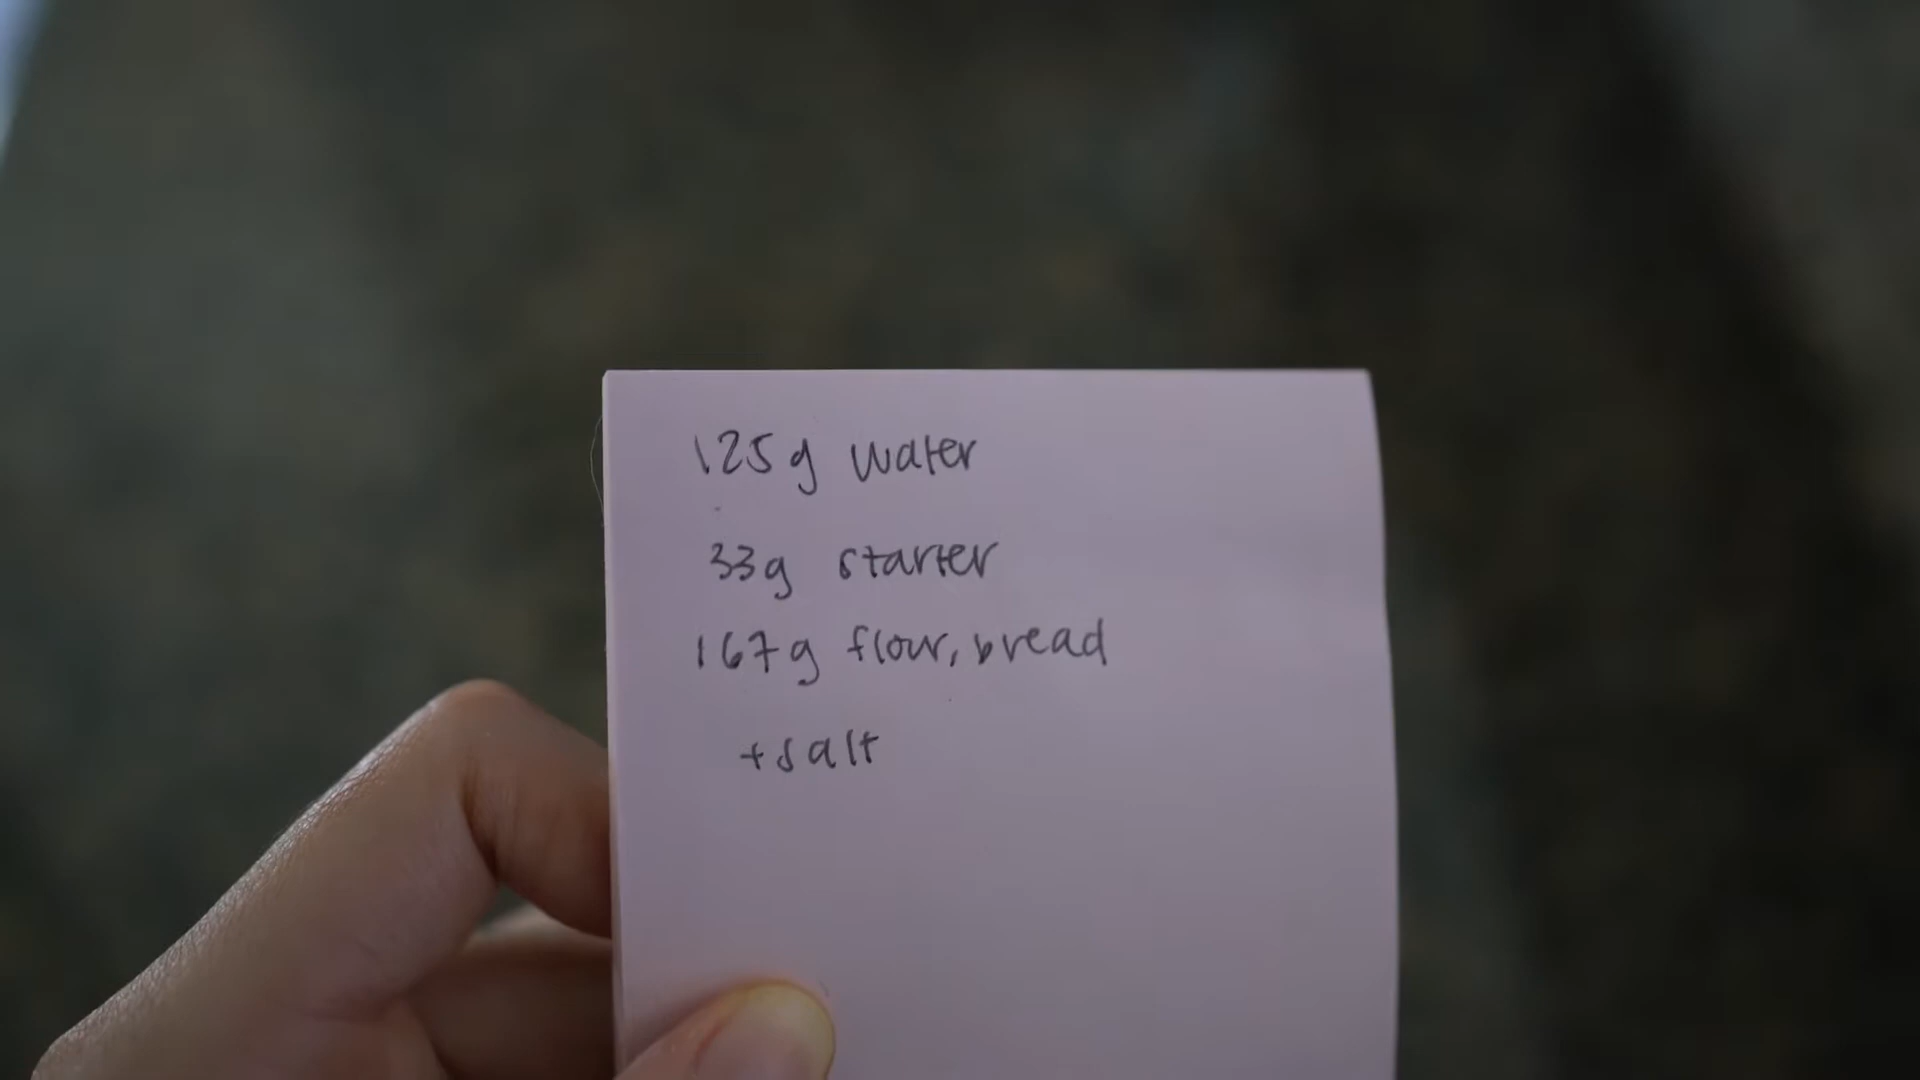 125g water
33g starter
167g flour, bread
+salt